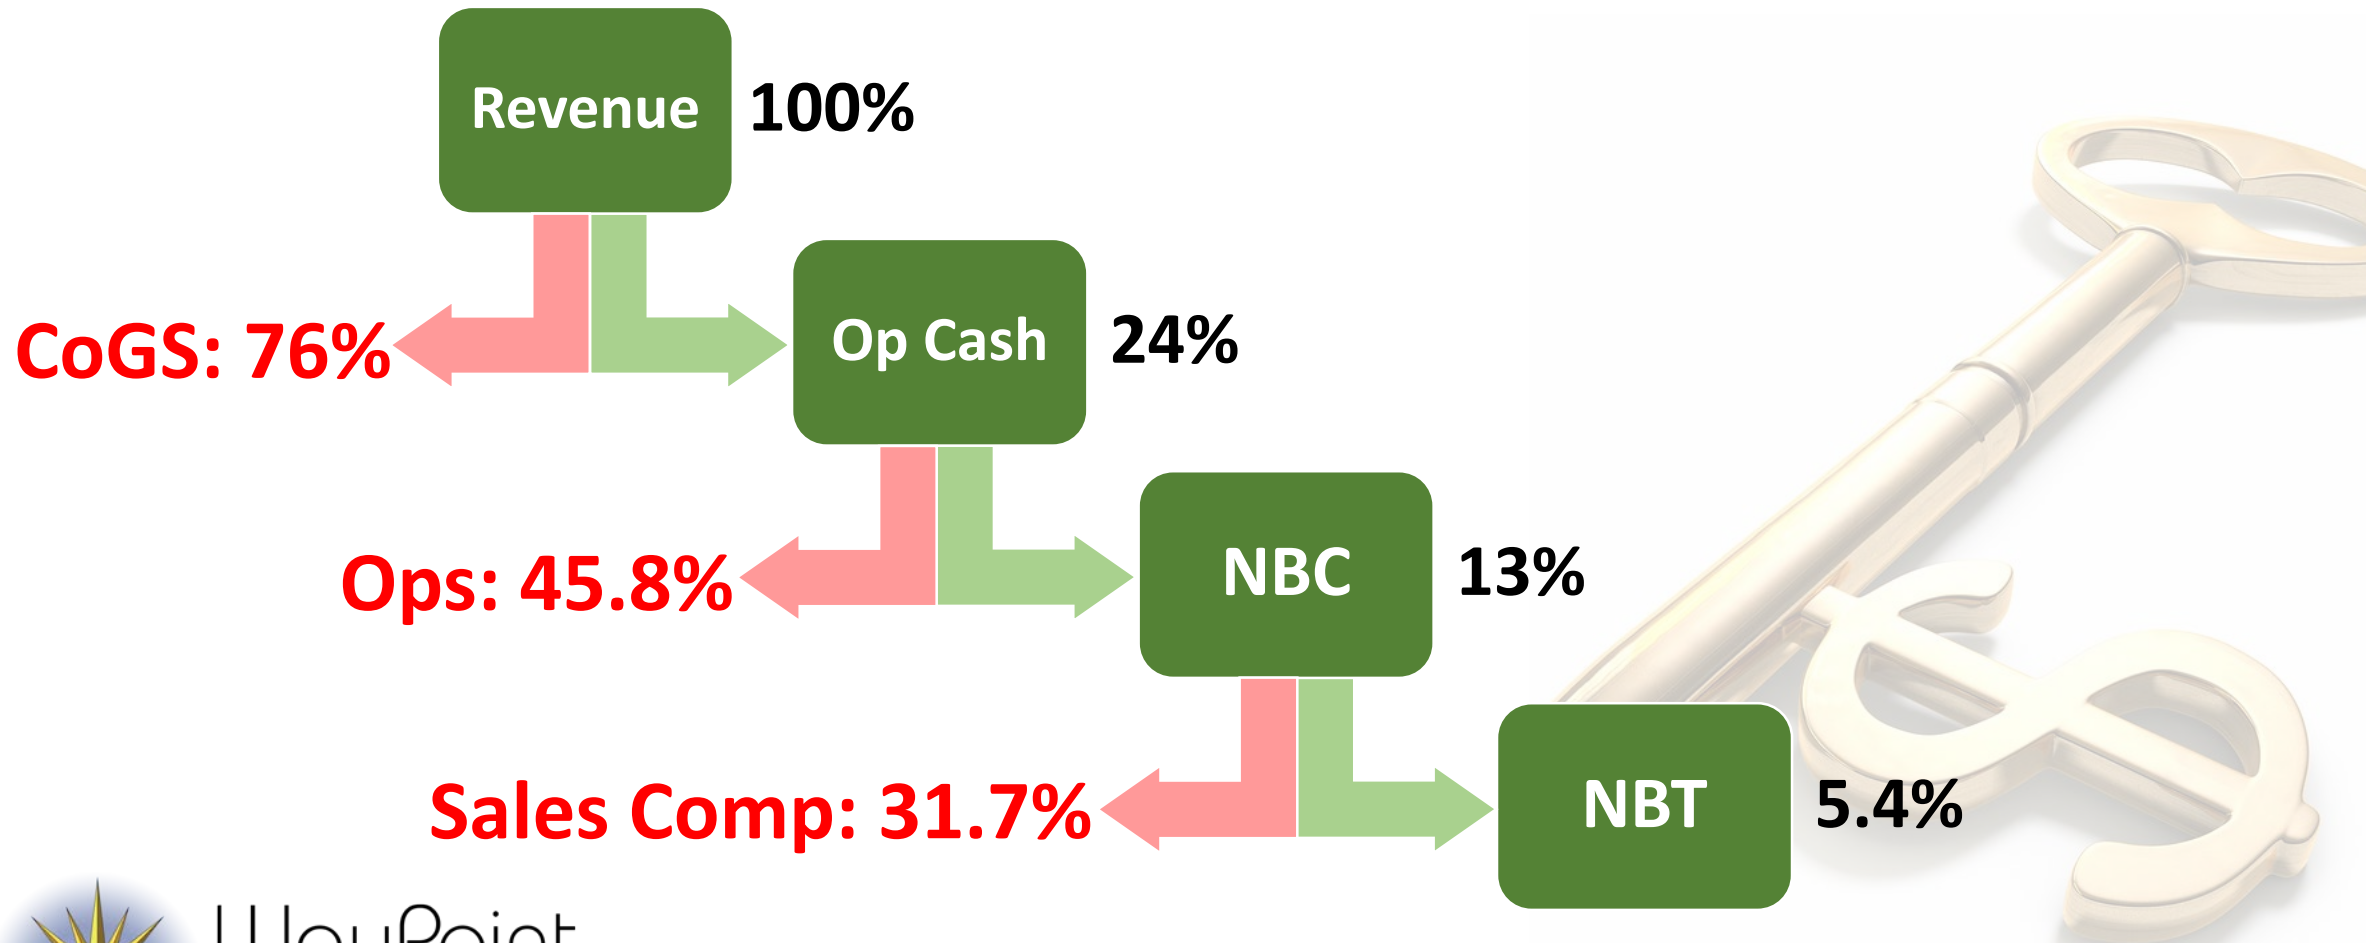 Revenue 100%
CoGS: 76%
Op Cash 24%
Ops: 45.8%
NBC 13%
Sales Comp: 31.7%
NBT 5.4%
WayPoint